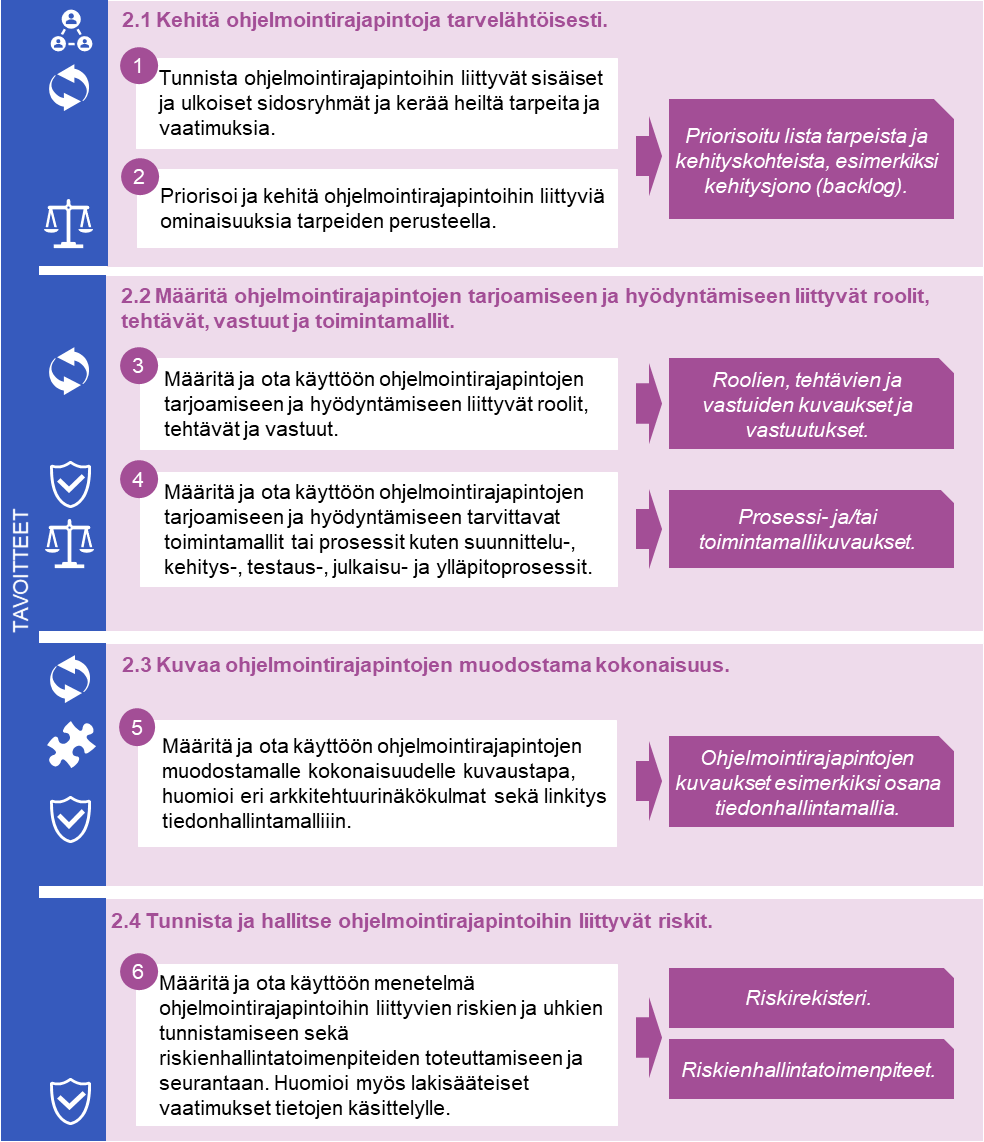 TAVOITTEET
2.1 Kehitä ohjelmointirajapintoja tarvelähtöisesti.
1
Tunnista ohjelmointirajapintoihin liittyvät sisäiset
ja ulkoiset sidosryhmät ja kerää heiltä tarpeita ja
vaatimuksia.
2
Priorisoi ja kehitä ohjelmointirajapintoihin liittyviä
ominaisuuksia tarpeiden perusteella.
Priorisoitu lista tarpeista ja
kehityskohteista, esimerkiksi
kehitysjono (backlog).
2.2 Määritä ohjelmointirajapintojen tarjoamiseen ja hyödyntämiseen liittyvät roolit,
tehtävät, vastuut ja toimintamallit.
3
Määritä ja ota käyttöön ohjelmointirajapintojen
tarjoamiseen ja hyödyntämiseen liittyvät roolit,
tehtävät ja vastuut.
Roolien, tehtävien ja
vastuiden kuvaukset ja
vastuutukset.
4
Määritä ja ota käyttöön ohjelmointirajapintojen
tarjoamiseen ja hyödyntämiseen tarvittavat
toimintamallit tai prosessit kuten suunnittelu-,
kehitys-, testaus-, julkaisu- ja ylläpitoprosessit.
Prosessi- ja/tai
toimintamallikuvaukset.
2.3 Kuvaa ohjelmointirajapintojen muodostama kokonaisuus.
5
Määritä ja ota käyttöön ohjelmointirajapintojen
muodostamalle kokonaisuudelle kuvaustapa,
huomioi eri arkkitehtuurinäkökulmat sekä linkitys
tiedonhallintamalliiin.
Ohjelmointirajapintojen
kuvaukset esimerkiksi osana
tiedonhallintamallia.
2.4 Tunnista ja hallitse ohjelmointirajapintoihin liittyvät riskit.
6
Määritä ja ota käyttöön menetelmä
ohjelmointirajapintoihin liittyvien riskien ja uhkien
tunnistamiseen sekä
riskienhallintatoimenpiteiden toteuttamiseen ja
seurantaan. Huomioi myös lakisääteiset
vaatimukset tietojen käsittelylle.
Riskirekisteri.
Riskienhallintatoimenpiteet.